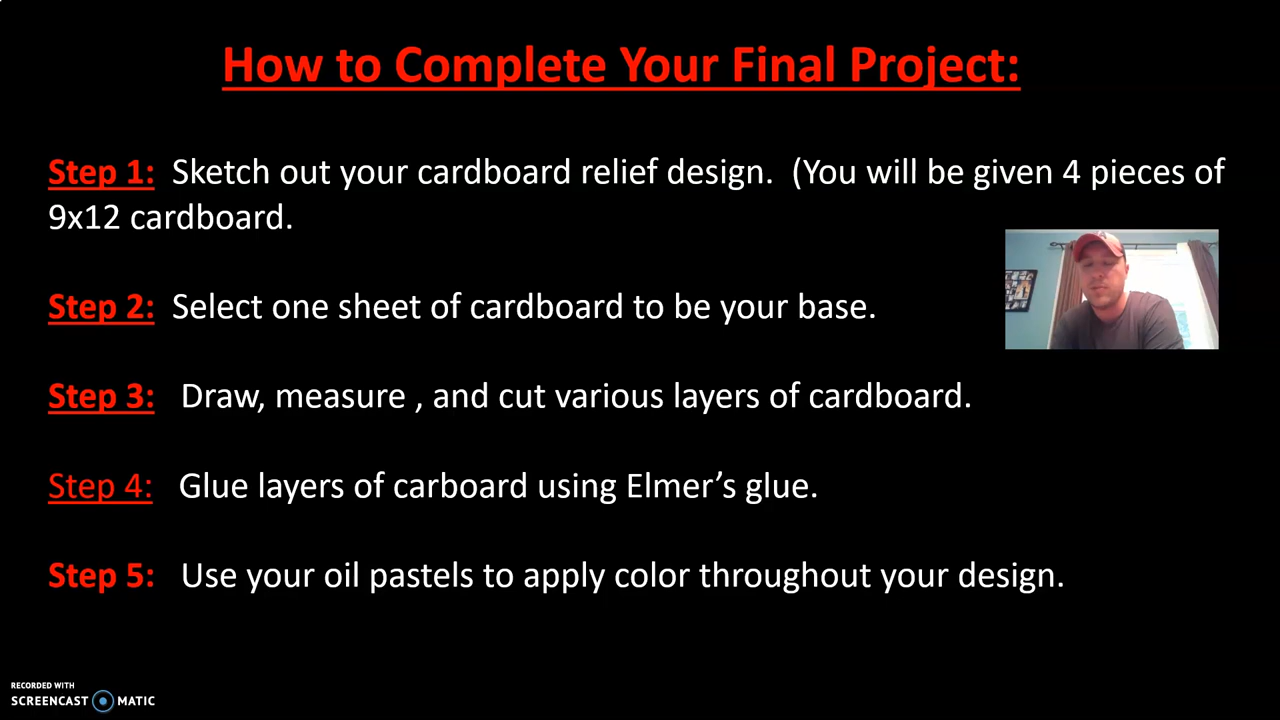 How to Complete Your Final Project:
Step 1: Sketch out your cardboard relief design. (You will be given 4 pieces of
9x12 cardboard.
Step 2: Select one sheet of cardboard to be your base.
Step 3: Draw, measure , and cut various layers of cardboard.
Step 4: Glue layers of carboard using Elmer’s glue.
Step 5: Use your oil pastels to apply color throughout your design.
RECORDED WITH
SCREENCAST MATIC